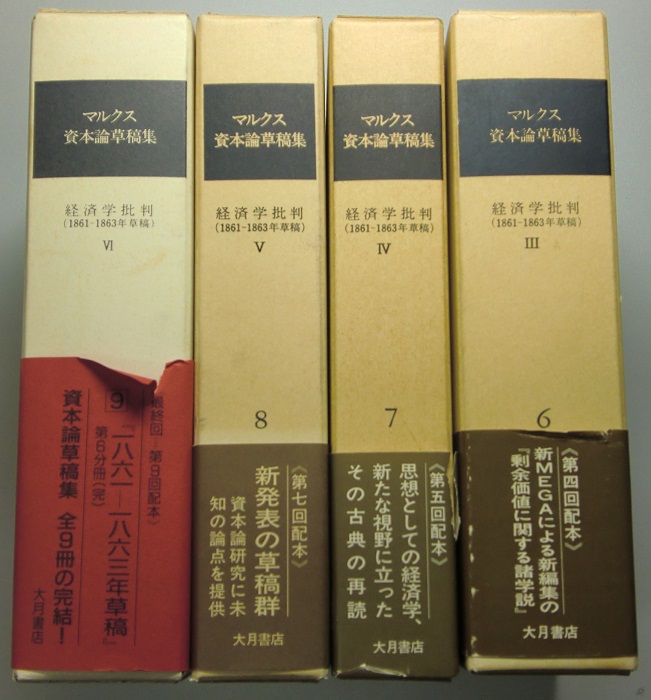 マルクス
資本論草稿集
経済学批判
(1861-1863年草稿)
VI
最終回 第9回配本》
9
『一八六一―一八六三年草稿』
第6分冊(完)
資本論草稿集 全9冊の完結!
大月書店
マルクス
資本論草稿集
経済学批判
(1861-1863年草稿)
V
8
《第七回配本》
新発表の草稿群
資本論研究に未
知の論点を提供
大月書店
マルクス
資本論草稿集
経済学批判
(1861-1863年草稿)
IV
7
《第五回配本》
思想としての経済学、
新たな視野に立った
その古典の再読
大月書店
マルクス
資本論草稿集
経済学批判
(1861-1863年草稿)
III
6
《第四回配本》
新MEGAによる新編集の
『剰余価値に関する諸学説』
大月書店